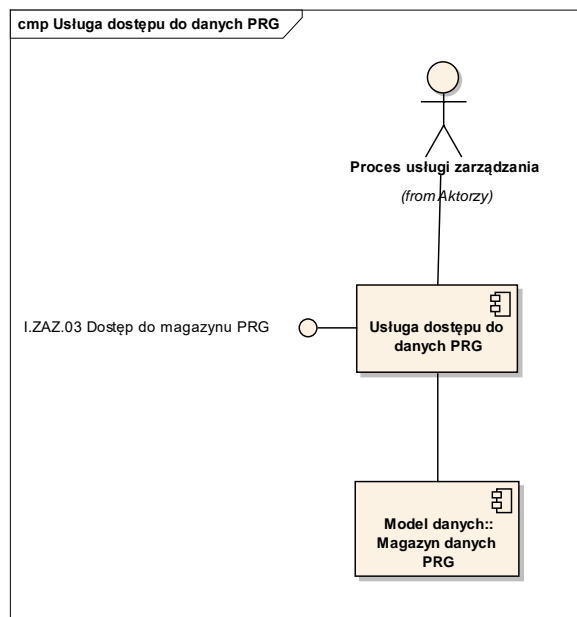 cmp Usługa dostępu do danych PRG
Proces usługi zarządzania
(from Aktorzy)
I.ZAZ.03 Dostęp do magazynu PRG
Usługa dostępu do
danych PRG
Model danych::
Magazyn danych
PRG